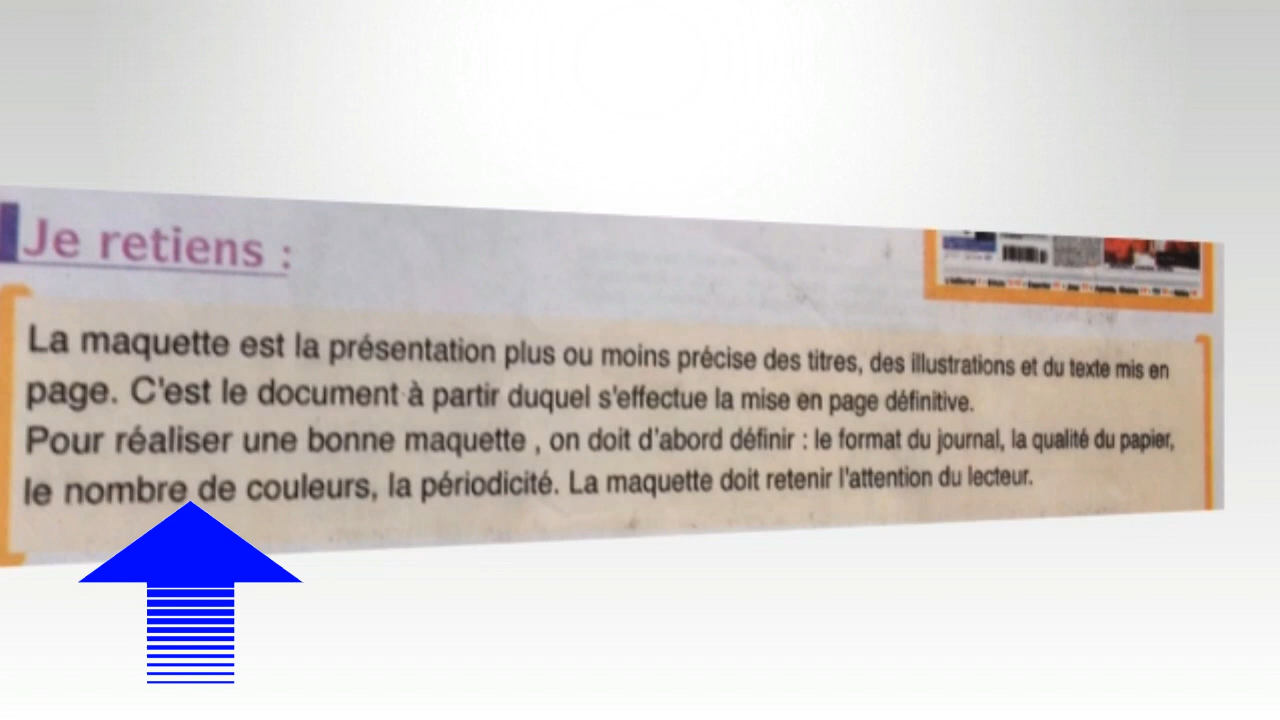 Je retiens :
La maquette est la présentation plus ou moins précise des titres, des illustrations et du texte mis en
page. C'est le document à partir duquel s'effectue la mise en page définitive.
Pour réaliser une bonne maquette , on doit d'abord définir : le format du journal, la qualité du papier,
le nombre de couleurs, la périodicité. La maquette doit retenir l'attention du lecteur.